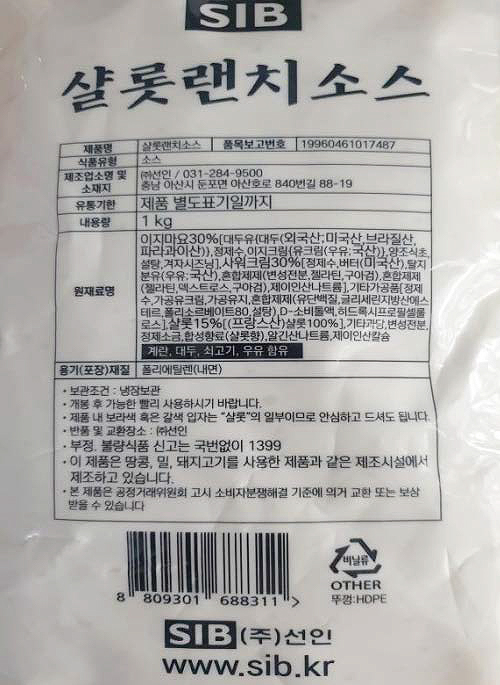 SIB
샬롯랜치소스
제품명 샬롯랜치소스 품목보고번호 19960461017487
식품유형 소스
제조업소명 및 소재지 ㈜선인 / 031-284-9500
충남 아산시 둔포면 아산호로 840번길 88-19
유통기한 제품 별도표기일까지
내용량 1 kg
원재료명
이지마요30%[대두유{대두(외국산;미국산,브라질산,
파라과이산)},정제수,이지크림{유크림(우유;국산)},양조식초,
설탕,겨자시즈닝],사워크림30%[정제수,버터(미국산),탈지
분유(우유;국산),혼합제제(변성전분,젤라틴,구아검),혼합제제
(젤라틴,덱스트로스,구아검),제이인산나트륨],기타가공품[정제
수,가공유크림,가공유지,혼합제제(유단백질,글리세린지방산에스
테르,폴리소르베이트80,설탕),D-소비톨액,히드록시프로필셀룰
로스],샬롯15%[(프랑스산)샬롯100%],기타과당,변성전분,
정제소금,합성향료(샬롯향),알긴산나트륨,제이인산칼슘
계란, 대두, 쇠고기, 우유 함유
용기(포장)재질 폴리에틸렌(내면)
• 보관조건 : 냉장보관
• 개봉 후 가능한 빨리 사용하시기 바랍니다.
• 제품 내 보라색 혹은 갈색 입자는 "샬롯"의 일부이므로 안심하고 드셔도 됩니다.
• 반품 및 교환장소 : ㈜선인
• 부정. 불량식품 신고는 국번없이 1399
• 이 제품은 땅콩, 밀, 돼지고기를 사용한 제품과 같은 제조시설에서
제조하고 있습니다.
• 본 제품은 공정거래위원회 고시 소비자분쟁해결 기준에 의거 교환 또는 보상
받을 수 있습니다
비닐류
OTHER
뚜껑:HDPE
8 809301 688311 >
SIB (주)선인
www.sib.kr